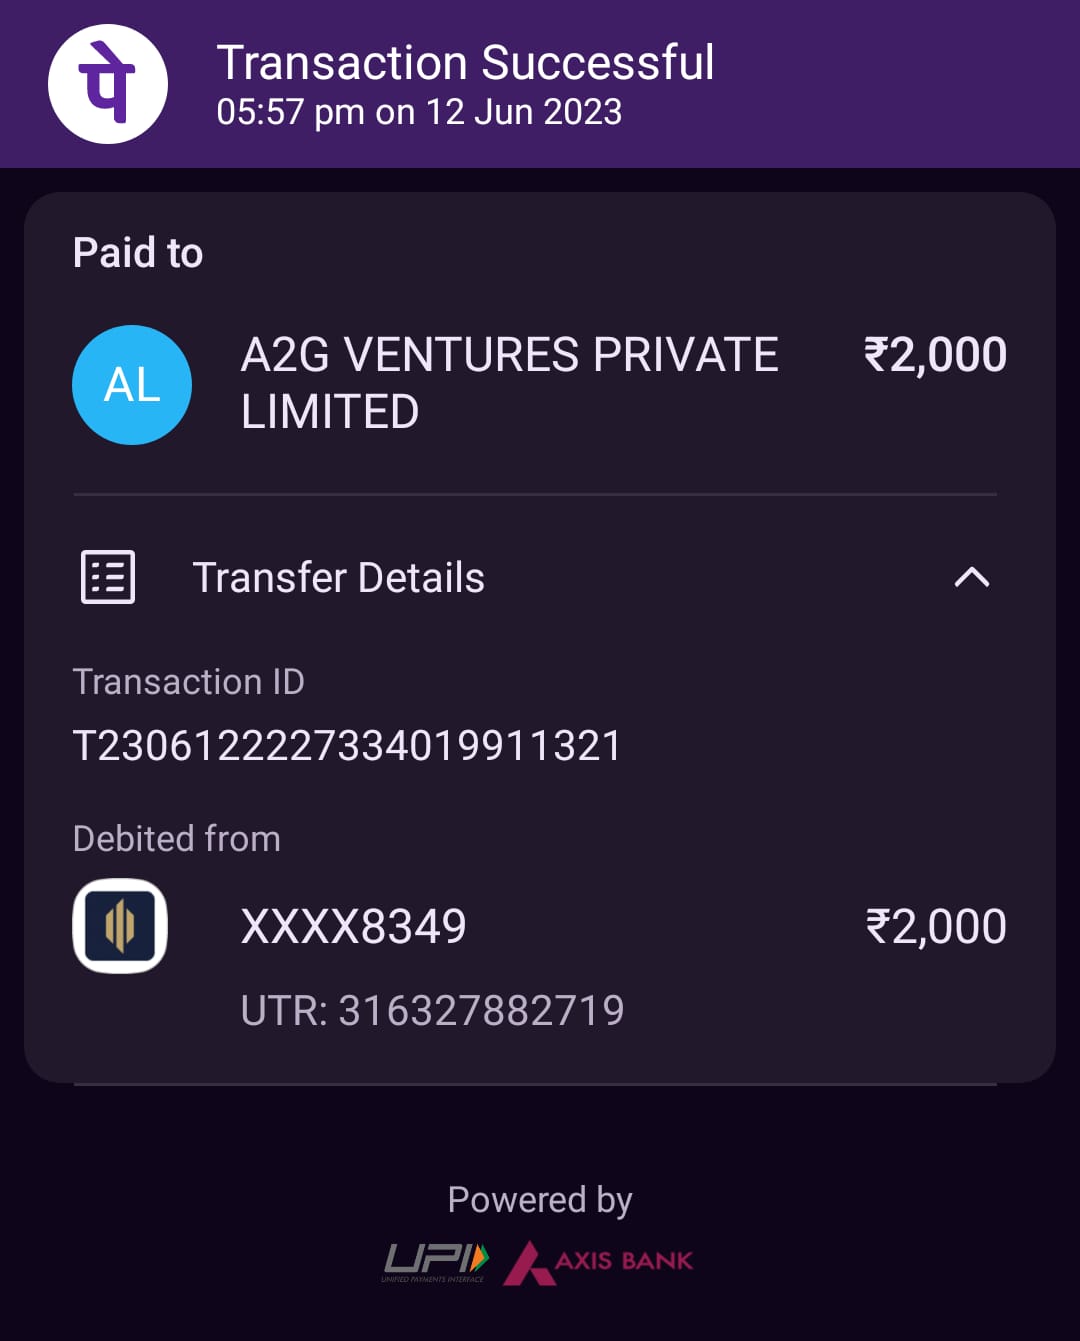 पे
Transaction Successful
05:57 pm on 12 Jun 2023
Paid to
AL
A2G VENTURES PRIVATE
LIMITED
₹2,000
Transfer Details
Transaction ID
T2306122227334019911321
Debited from
XXXX8349
₹2,000
UTR: 316327882719
Powered by
UPI
UNIFIED PAYMENTS INTERFACE
AXIS BANK